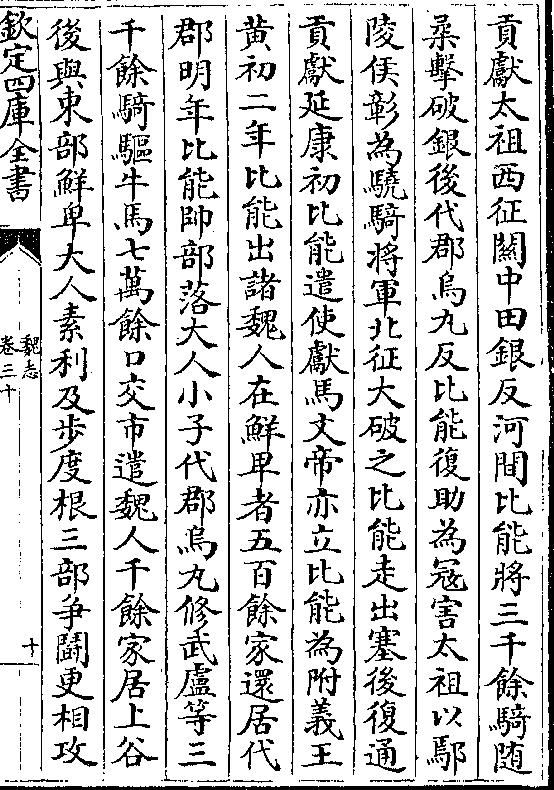 貢獻太祖西征關中田銀反河間比能將三千餘騎隨
柔擊破銀後代郡烏丸反比能復助為寇害太祖以鄢
陵侯彰為驍騎將軍北征大破之比能走出塞後復通
貢獻延康初比能遣使獻馬文帝亦立比能為附義王
黄初二年比能出諸魏人在鮮卑者五百餘家還居代
郡明年比能帥部落大人小子代郡烏丸修武盧等三
千餘騎驅牛馬七萬餘口交市遣魏人千餘家居上谷
後與東部鮮卑大人素利及步度根三部爭鬭更相攻
欽定四庫全書
魏志
卷三十
十